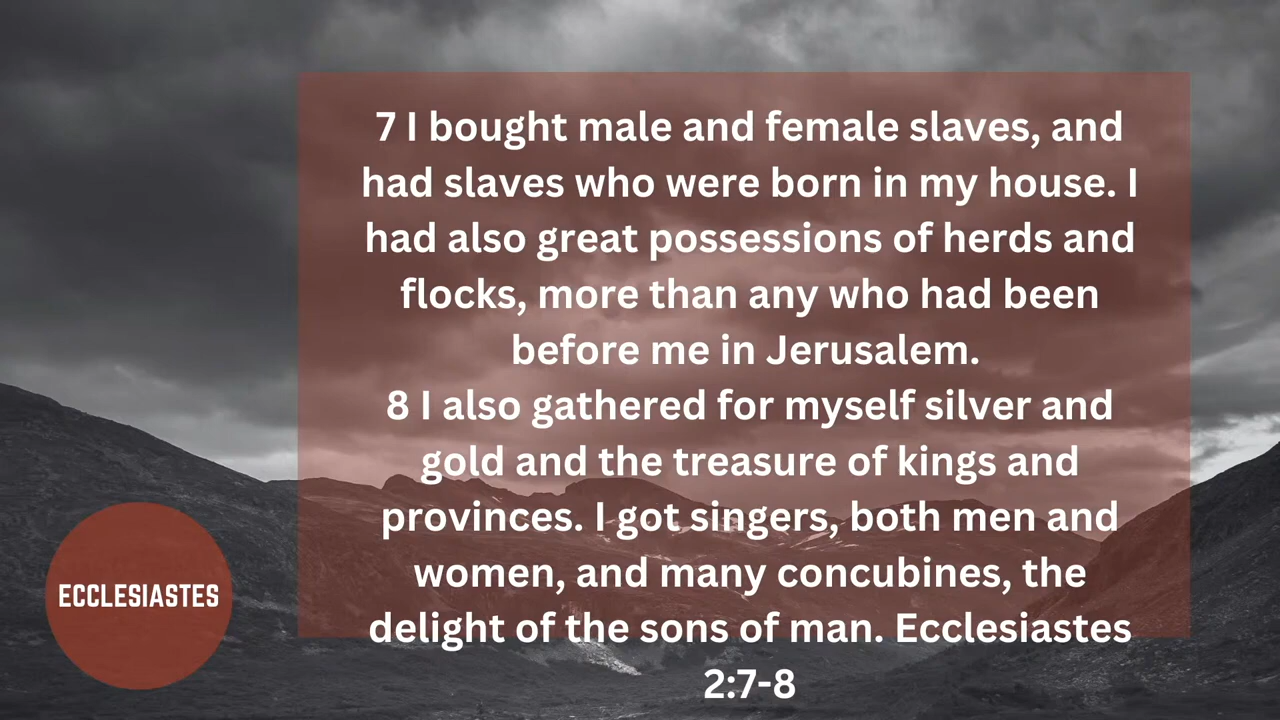 7 I bought male and female slaves, and
had slaves who were born in my house. I
had also great possessions of herds and
flocks, more than any who had been
before me in Jerusalem.
8 I also gathered for myself silver and
gold and the treasure of kings and
provinces. I got singers, both men and
women, and many concubines, the
delight of the sons of man. Ecclesiastes
2:7-8
ECCLESIASTES